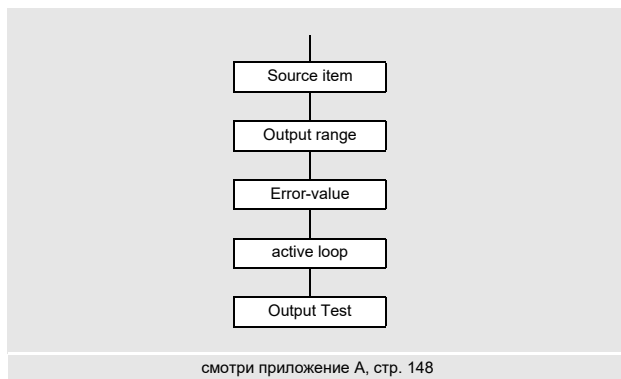 Source item
Output range
Error-value
active loop
Output Test
смотри приложение А, стр. 148